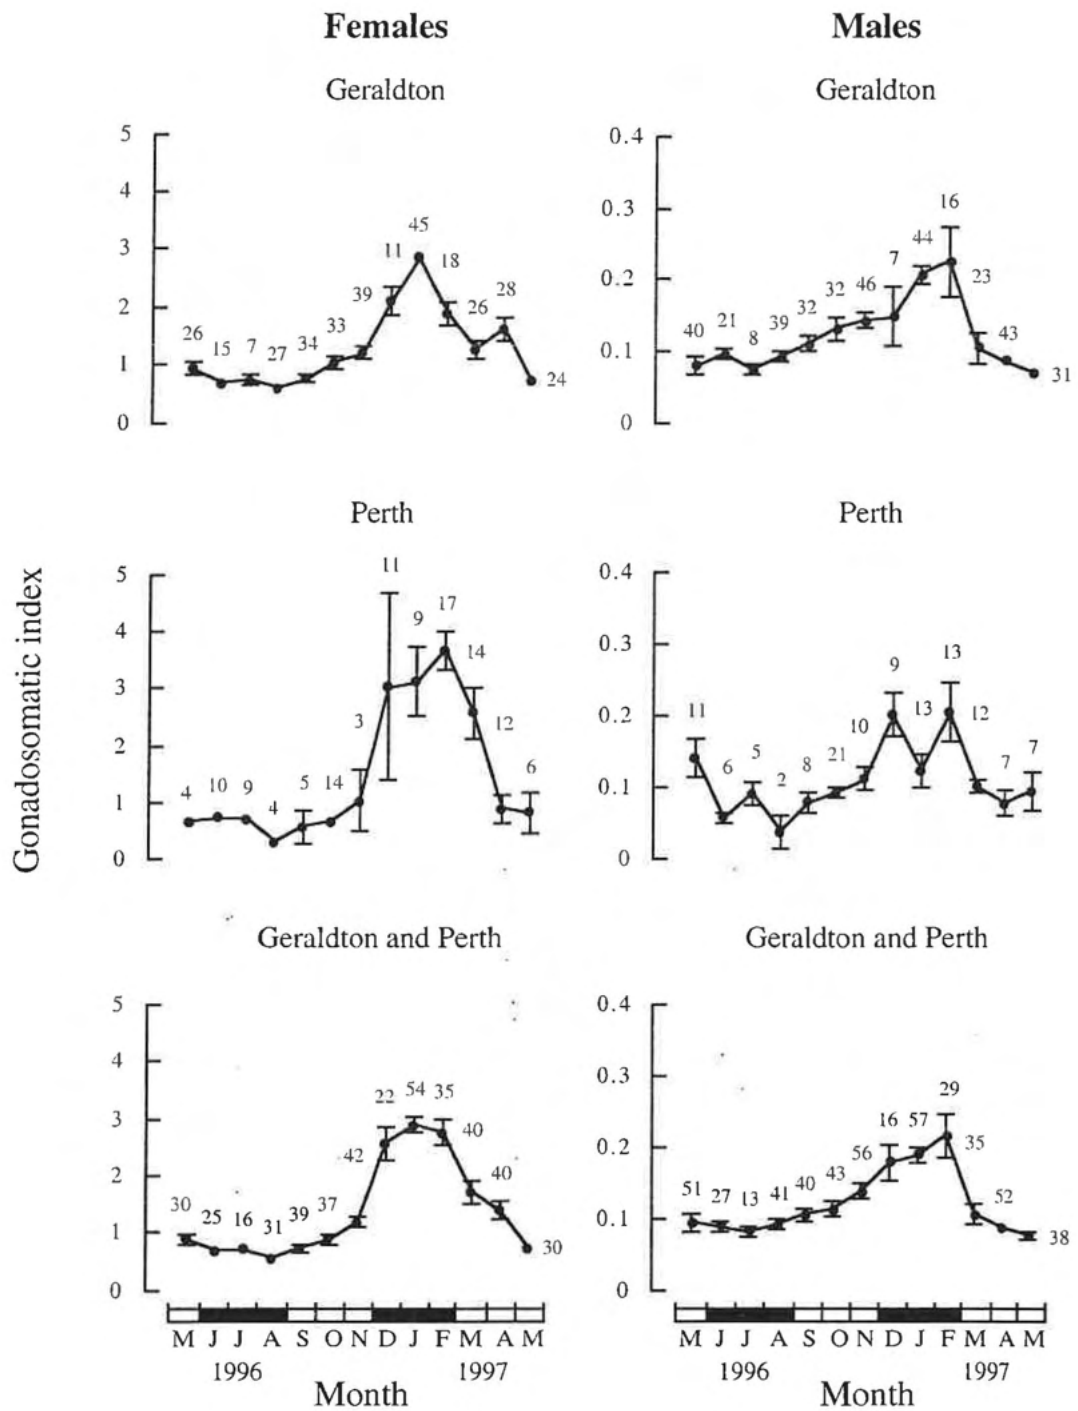 Females Males
Geraldton Geraldton
5 4 3 2 1 0
26 15 7 27 34 33 39 11 45 18 26 28 24
0.4 0.3 0.2 0.1 0
40 21 8 39 32 32 46 7 44 16 23 43 31
Perth Perth
Gonadosomatic index
5 4 3 2 1 0
4 10 9 4 5 14 3 11 9 17 14 12 6
0.4 0.3 0.2 0.1 0
11 6 5 2 8 21 10 9 13 13 12 7 7
Geraldton and Perth Geraldton and Perth
5 4 3 2 1 0
30 25 16 31 39 37 42 22 54 35 40 40 30
0.4 0.3 0.2 0.1 0
51 27 13 41 40 43 56 16 57 29 35 52 38
M J J A S O N D J F M A M M J J A S O N D J F M A M
1996 1997 1996 1997
Month Month